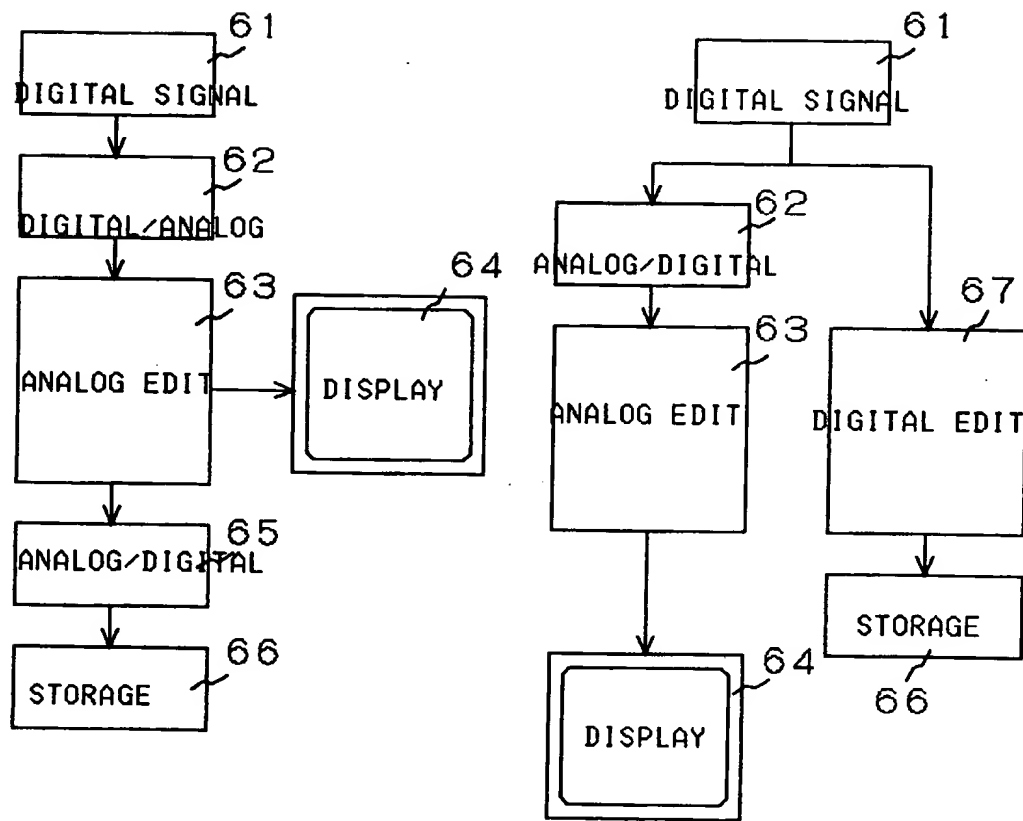 61
DIGITAL SIGNAL
62
DIGITAL/ANALOG
63
ANALOG EDIT
64
DISPLAY
65
ANALOG/DIGITAL
66
STORAGE
61
DIGITAL SIGNAL
62
ANALOG/DIGITAL
63
ANALOG EDIT
64
DISPLAY
67
DIGITAL EDIT
STORAGE
66